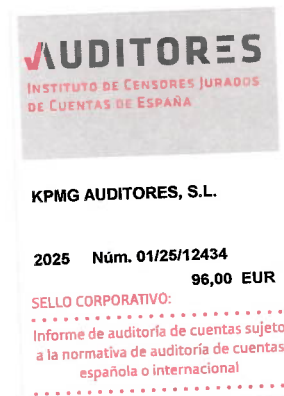 AUDITORES
INSTITUTO DE CENSORES JURADOS
DE CUENTAS DE ESPAÑA
KPMG AUDITORES, S.L.
2025 Núm. 01/25/12434
96,00 EUR
SELLO CORPORATIVO:
Informe de auditoría de cuentas sujeto
a la normativa de auditoría de cuentas
española o internacional